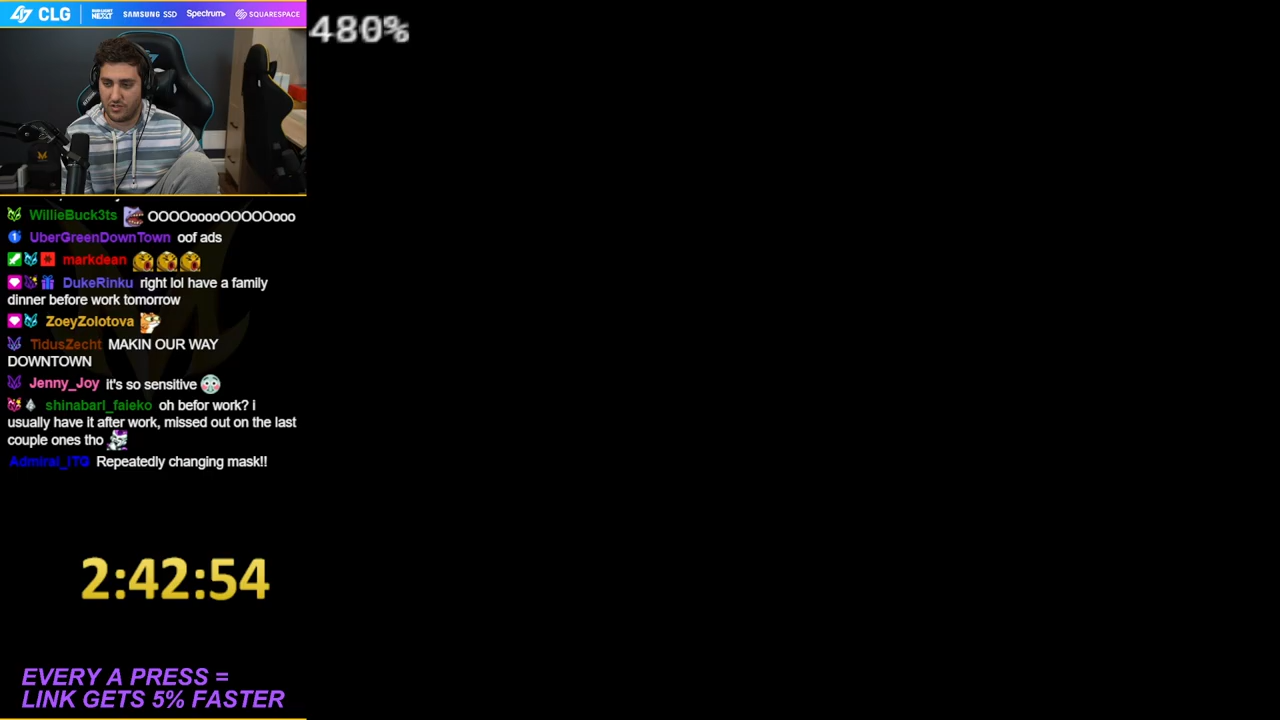 CLG
SAMSUNG SSD
Spectrum
SQUARESPACE
480%
WillieBuck3ts OOOOooooOOOOOooo
UberGreenDownTown oof ads
markdean
DukeRinku right lol have a family
dinner before work tomorrow
ZoeyZolotova
TidusZecht MAKIN OUR WAY
DOWNTOWN
Jenny_Joy it's so sensitive
shinabari_faleko oh befor work? i
usually have it after work, missed out on the last
couple ones tho
Admiral_ITG Repeatedly changing mask!!
2:42:54
EVERY A PRESS =
LINK GETS 5% FASTER